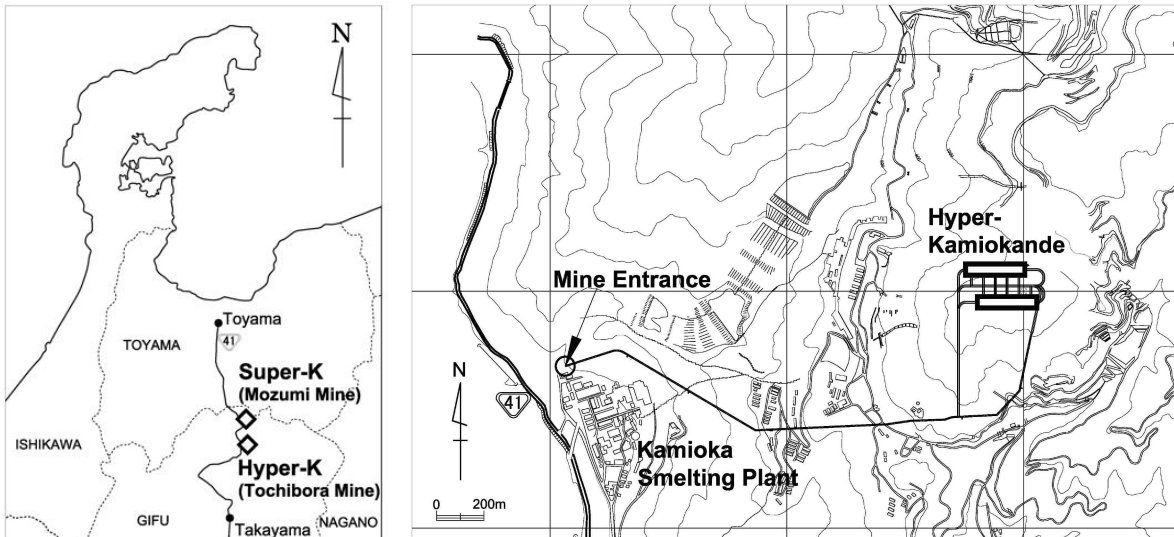 N
Toyama
41
TOYAMA
Super-K
(Mozumi Mine)
ISHIKAWA
Hyper-K
(Tochibora Mine)
GIFU
NAGANO
Takayama
Hyper-
Kamiokande
Mine Entrance
N
41
Kamioka
Smelting Plant
0 200m